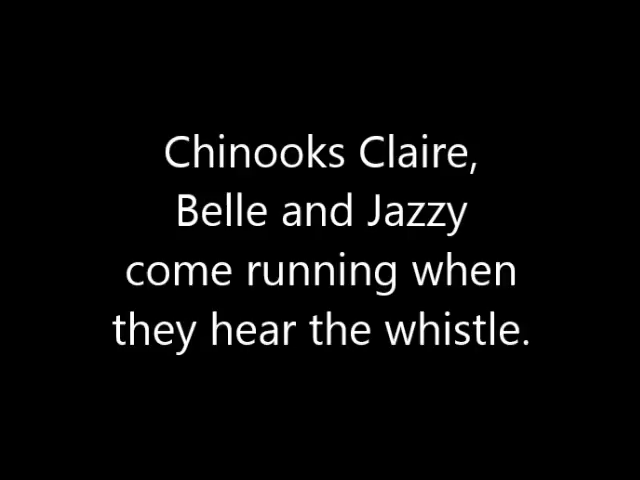 Chinooks Claire,
Belle and Jazzy
come running when
they hear the whistle.